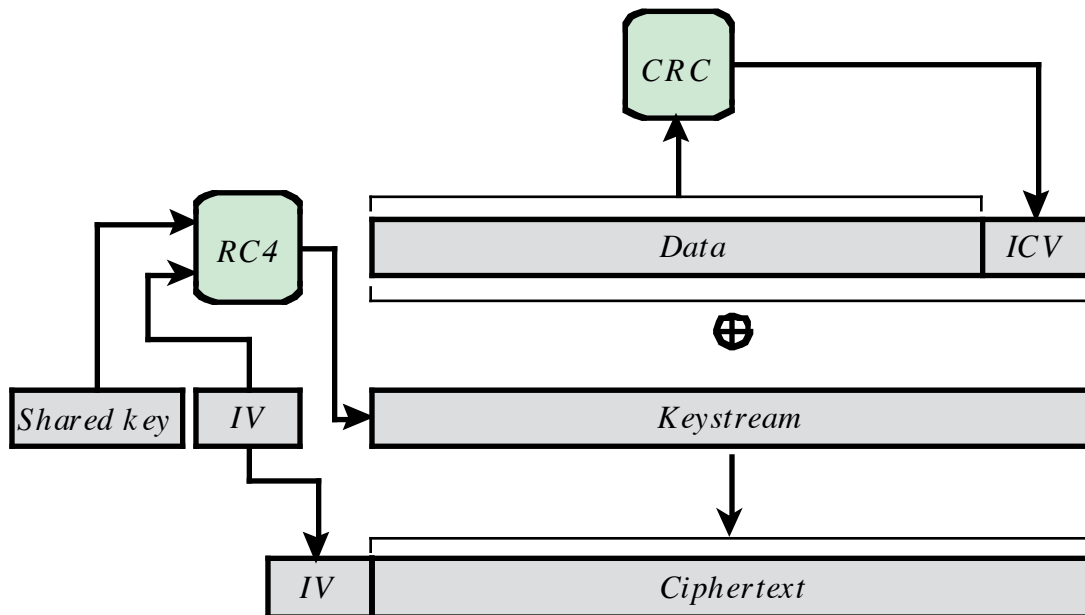 CRC
RC4
Data
ICV
Shared key
IV
Keystream
IV
Ciphertext